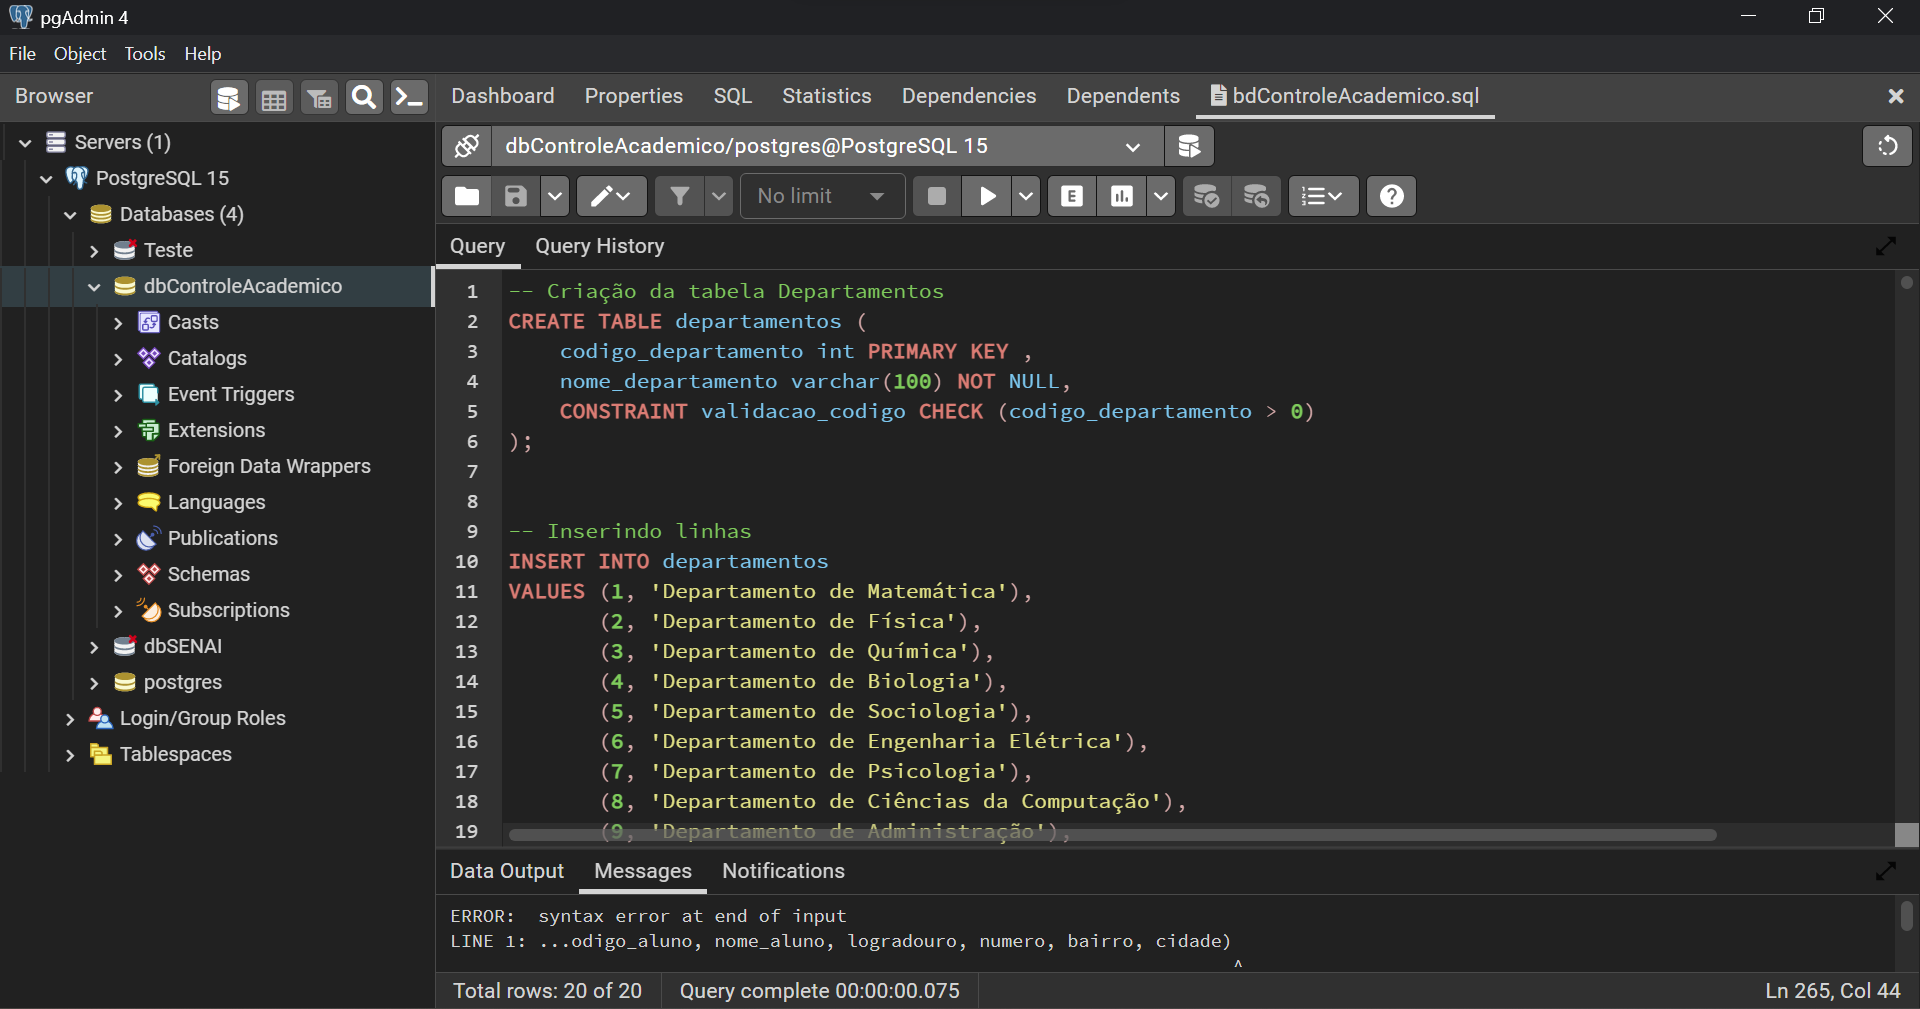 pgAdmin 4
File Object Tools Help
Browser
Dashboard Properties SQL Statistics Dependencies Dependents bdControleAcademico.sql
Servers (1)
PostgreSQL 15
Databases (4)
Teste
dbControleAcademico
Casts
Catalogs
Event Triggers
Extensions
Foreign Data Wrappers
Languages
Publications
Schemas
Subscriptions
dbSENAI
postgres
Login/Group Roles
Tablespaces
dbControleAcademico/postgres@PostgreSQL 15
No limit
E
Query Query History
1 -- Criação da tabela Departamentos
2 CREATE TABLE departamentos (
3 codigo_departamento int PRIMARY KEY ,
4 nome_departamento varchar(100) NOT NULL,
5 CONSTRAINT validacao_codigo CHECK (codigo_departamento > 0)
6 );
7
8
9 -- Inserindo linhas
10 INSERT INTO departamentos
11 VALUES (1, 'Departamento de Matemática'),
12 (2, 'Departamento de Física'),
13 (3, 'Departamento de Química'),
14 (4, 'Departamento de Biologia'),
15 (5, 'Departamento de Sociologia'),
16 (6, 'Departamento de Engenharia Elétrica'),
17 (7, 'Departamento de Psicologia'),
18 (8, 'Departamento de Ciências da Computação'),
19 (9, 'Departamento de Administração'),
Data Output Messages Notifications
ERROR: syntax error at end of input
LINE 1: ...odigo_aluno, nome_aluno, logradouro, numero, bairro, cidade)
^
Total rows: 20 of 20 Query complete 00:00:00.075 Ln 265, Col 44